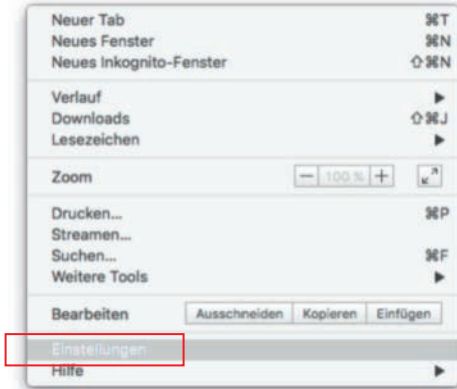 Neuer Tab ⌘T
Neues Fenster ⌘N
Neues Inkognito-Fenster ⇧⌘N
Verlauf ▶
Downloads ⇧⌘J
Lesezeichen ▶
Zoom − 100 % +
Drucken... ⌘P
Streamen...
Suchen... ⌘F
Weitere Tools ▶
Bearbeiten Ausschneiden Kopieren Einfügen
Einstellungen
Hilfe ▶